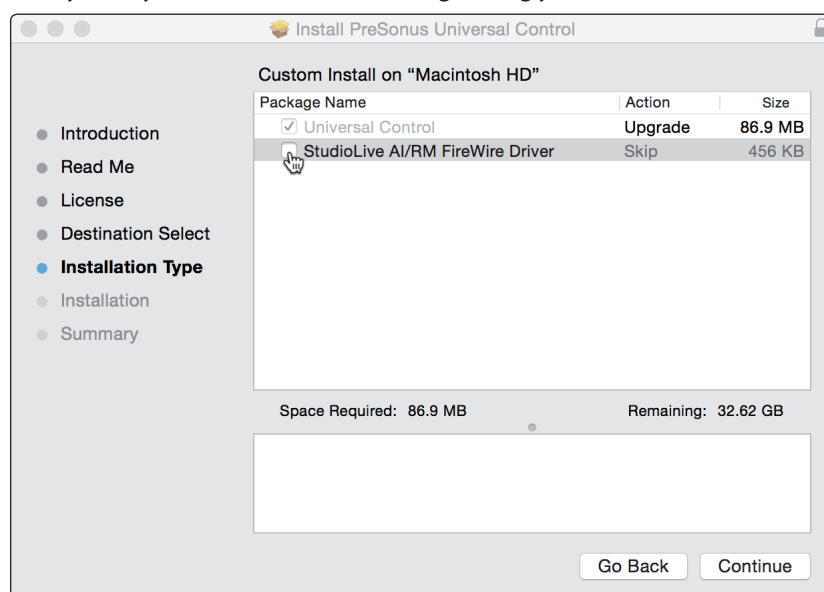 Install PreSonus Universal Control
Custom Install on “Macintosh HD”
Package Name Action Size
Universal Control Upgrade 86.9 MB
StudioLive AI/RM FireWire Driver Skip 456 KB
Introduction
Read Me
License
Destination Select
Installation Type
Installation
Summary
Space Required: 86.9 MB Remaining: 32.62 GB
Go Back Continue